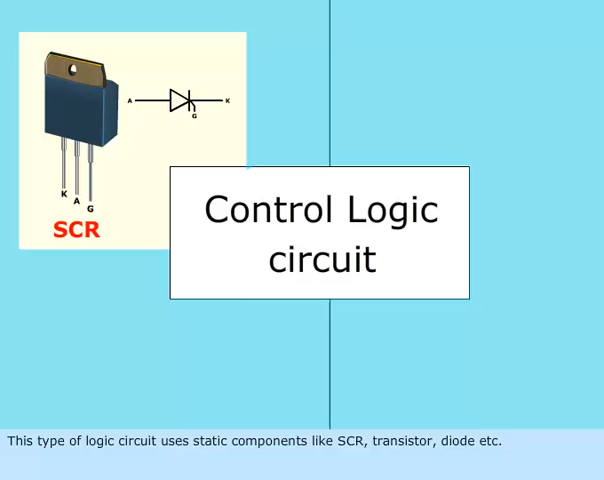 A
K
G
K
A
G
SCR
Control Logic
circuit
This type of logic circuit uses static components like SCR, transistor, diode etc.